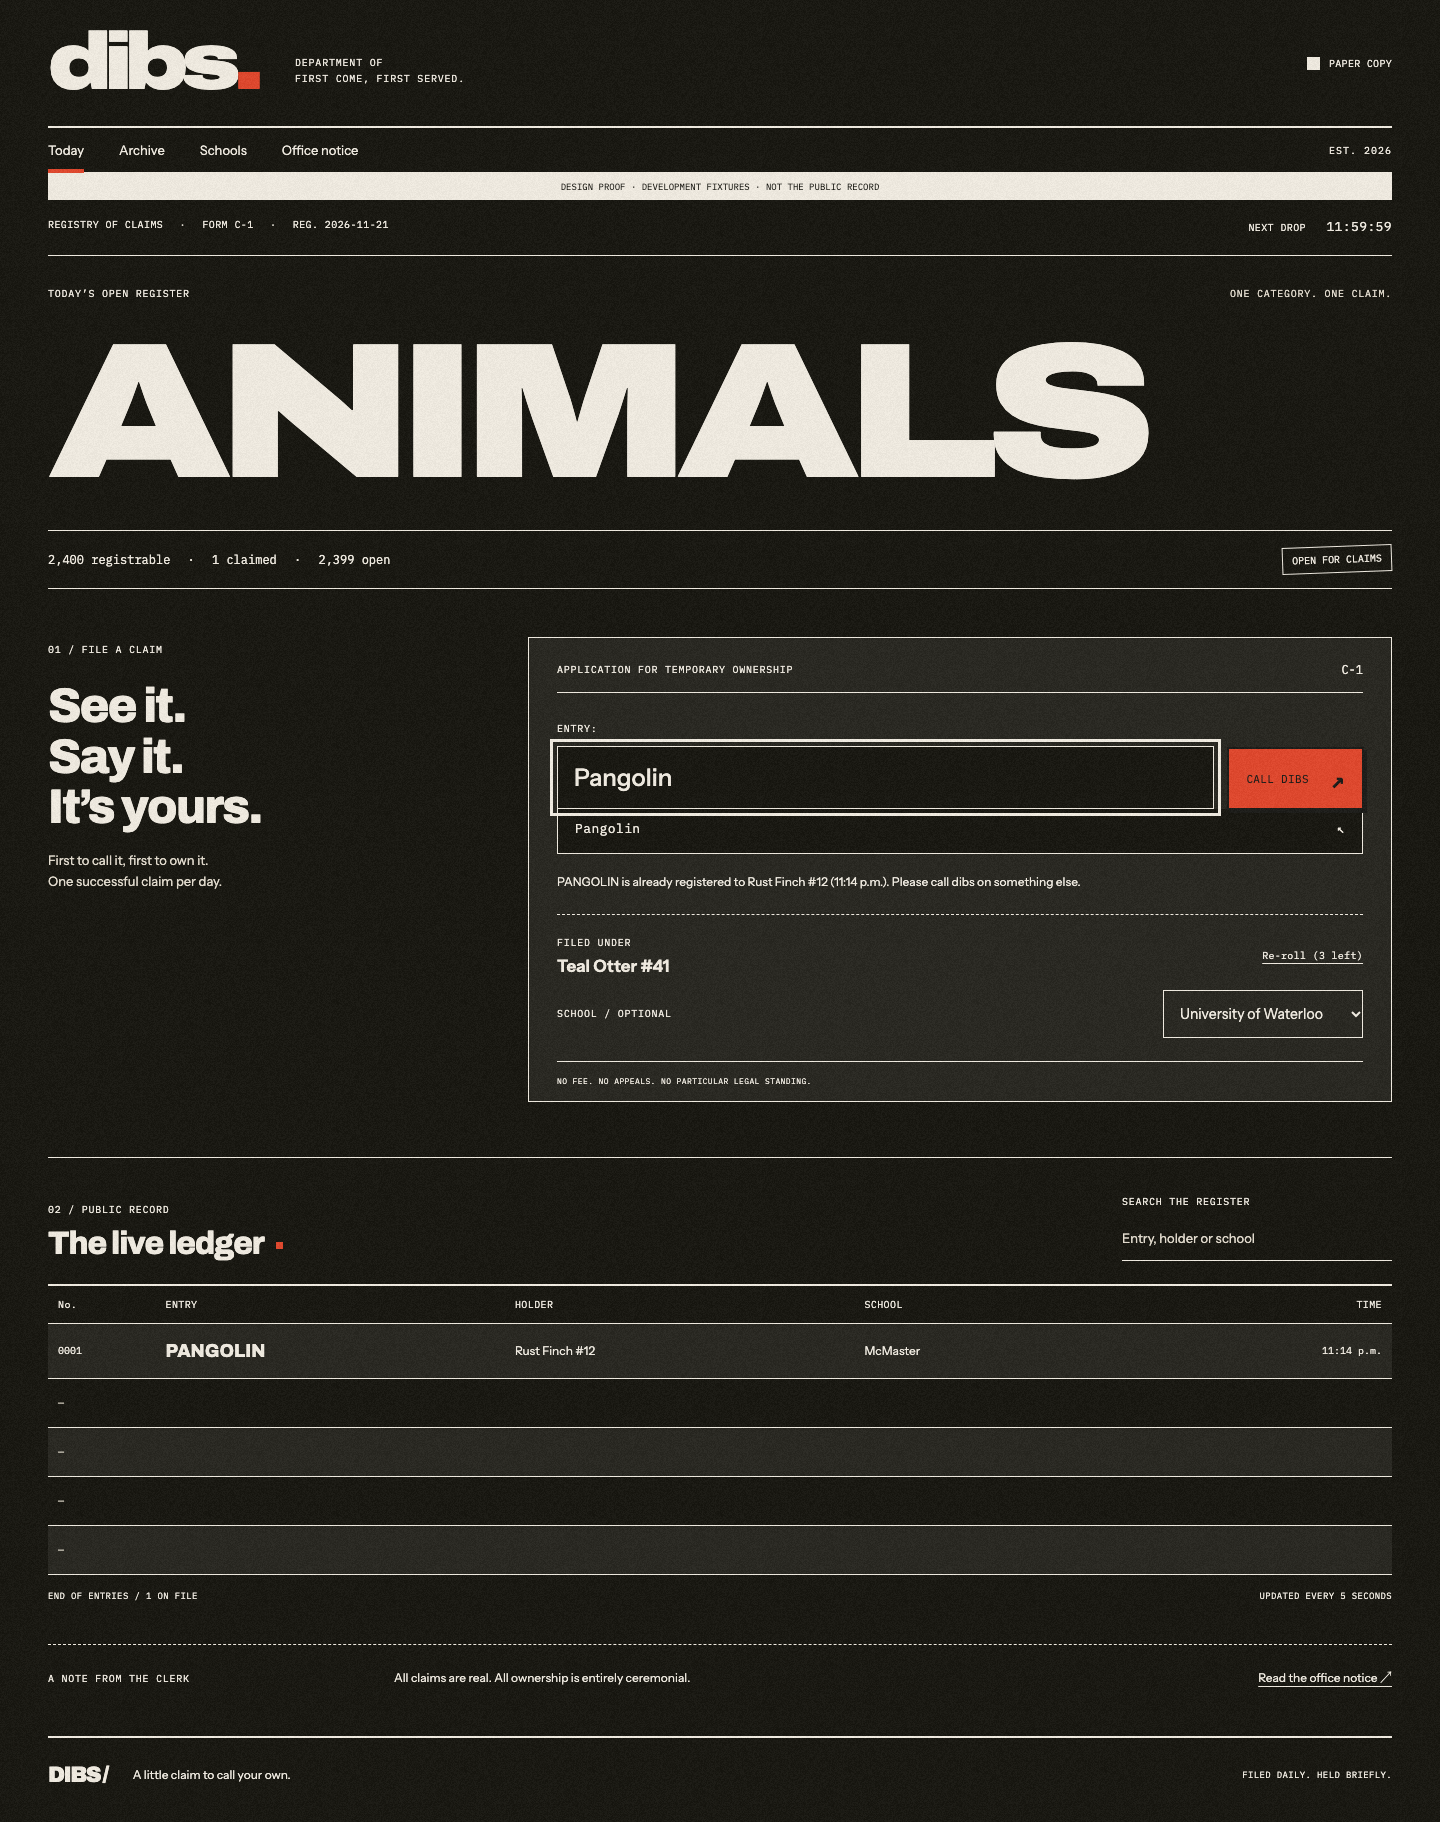 dibs.
DEPARTMENT OF
FIRST COME, FIRST SERVED.
PAPER COPY
Today Archive Schools Office notice EST. 2026
DESIGN PROOF · DEVELOPMENT FIXTURES · NOT THE PUBLIC RECORD
REGISTRY OF CLAIMS · FORM C-1 · REG. 2026-11-21 NEXT DROP 11:59:59
TODAY’S OPEN REGISTER ONE CATEGORY. ONE CLAIM.
ANIMALS
2,400 registrable · 1 claimed · 2,399 open OPEN FOR CLAIMS
01 / FILE A CLAIM
See it.
Say it.
It’s yours.
First to call it, first to own it.
One successful claim per day.
APPLICATION FOR TEMPORARY OWNERSHIP C-1
ENTRY:
Pangolin CALL DIBS ↗
Pangolin ↖
PANGOLIN is already registered to Rust Finch #12 (11:14 p.m.). Please call dibs on something else.
FILED UNDER
Teal Otter #41 Re-roll (3 left)
SCHOOL / OPTIONAL University of Waterloo
NO FEE. NO APPEALS. NO PARTICULAR LEGAL STANDING.
02 / PUBLIC RECORD
The live ledger
SEARCH THE REGISTER
Entry, holder or school
No. ENTRY HOLDER SCHOOL TIME
0001 PANGOLIN Rust Finch #12 McMaster 11:14 p.m.
—
—
—
—
END OF ENTRIES / 1 ON FILE UPDATED EVERY 5 SECONDS
A NOTE FROM THE CLERK All claims are real. All ownership is entirely ceremonial. Read the office notice ↗
DIBS/ A little claim to call your own. FILED DAILY. HELD BRIEFLY.